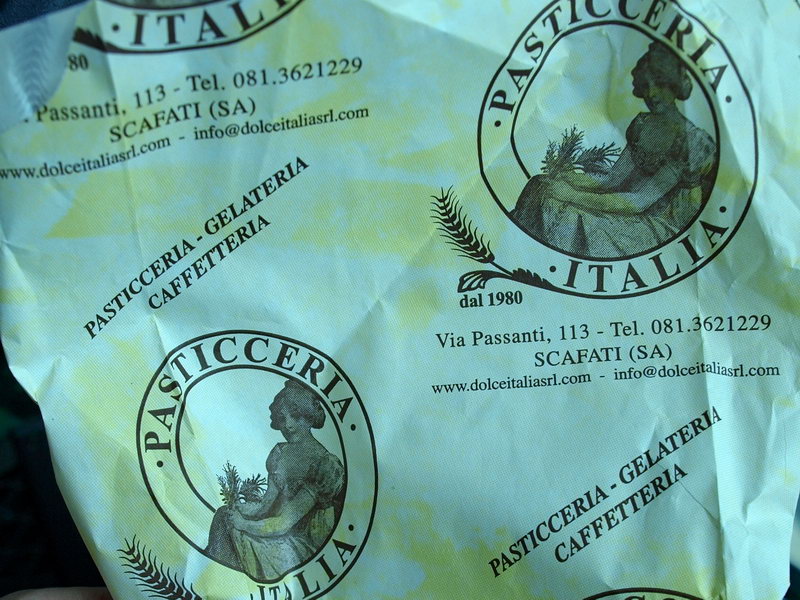 ITALIA
80
Passanti, 113 - Tel. 081.3621229
SCAFATI (SA)
www.dolceitaliasrl.com - info@dolceitaliasrl.com
PASTICCERIA - GELATERIA
CAFFETTERIA
PASTICCERIA
ITALIA
dal 1980
Via Passanti, 113 - Tel. 081.3621229
SCAFATI (SA)
www.dolceitaliasrl.com - info@dolceitaliasrl.com
PASTICCERIA
ITALIA
PASTICCERIA - GELATERIA
CAFFETTERIA